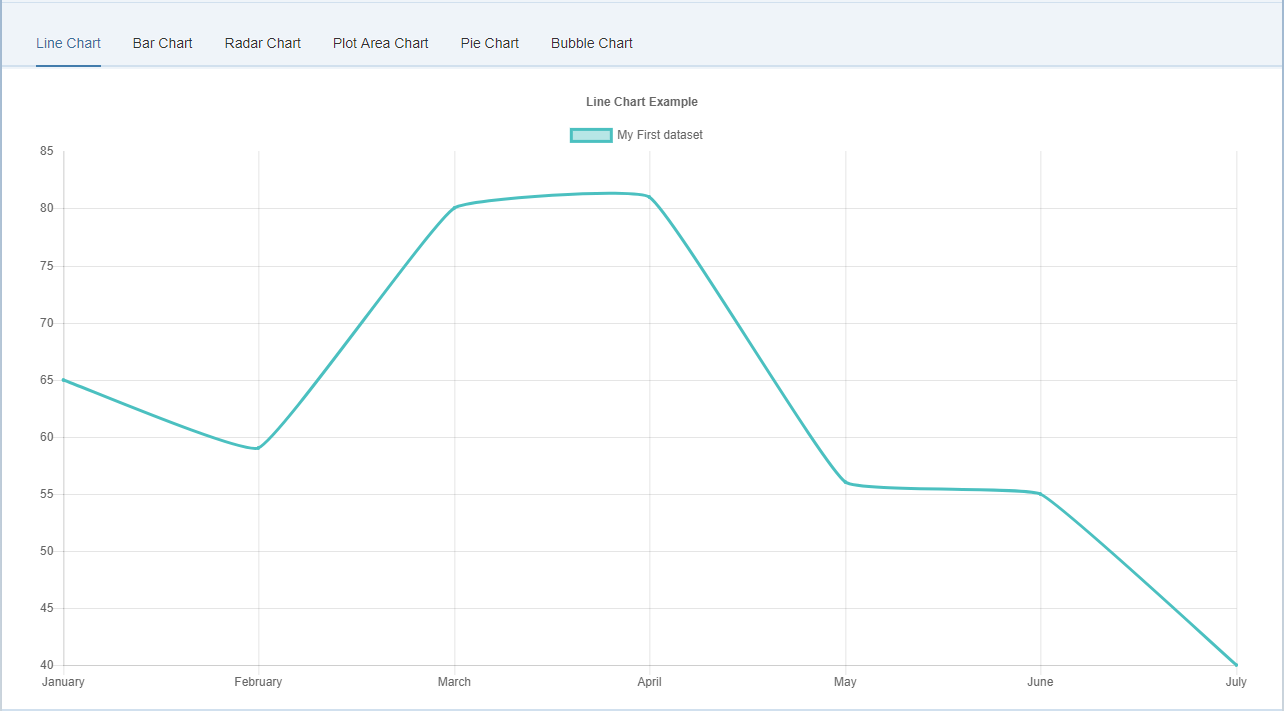 Line Chart Bar Chart Radar Chart Plot Area Chart Pie Chart Bubble Chart
Line Chart Example
My First dataset
85
80
75
70
65
60
55
50
45
40
January February March April May June July